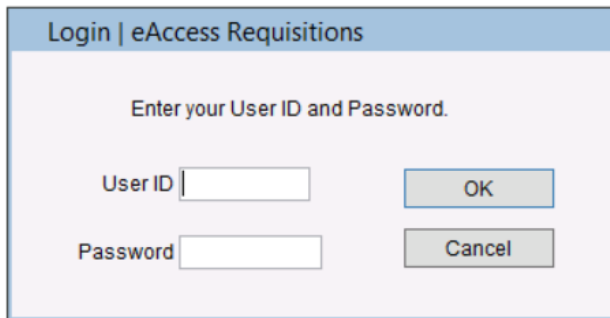 Login | eAccess Requisitions
Enter your User ID and Password.
User ID
OK
Password
Cancel